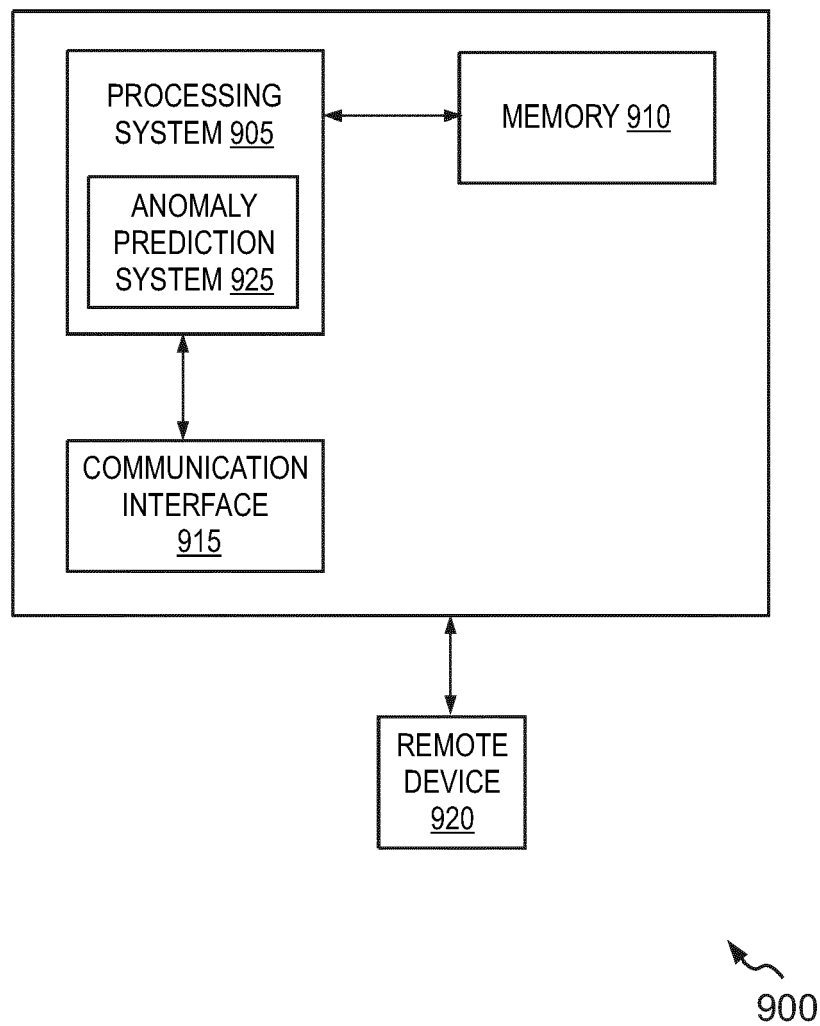 PROCESSING
SYSTEM 905
MEMORY 910
ANOMALY
PREDICTION
SYSTEM 925
COMMUNICATION
INTERFACE
915
REMOTE
DEVICE
920
900